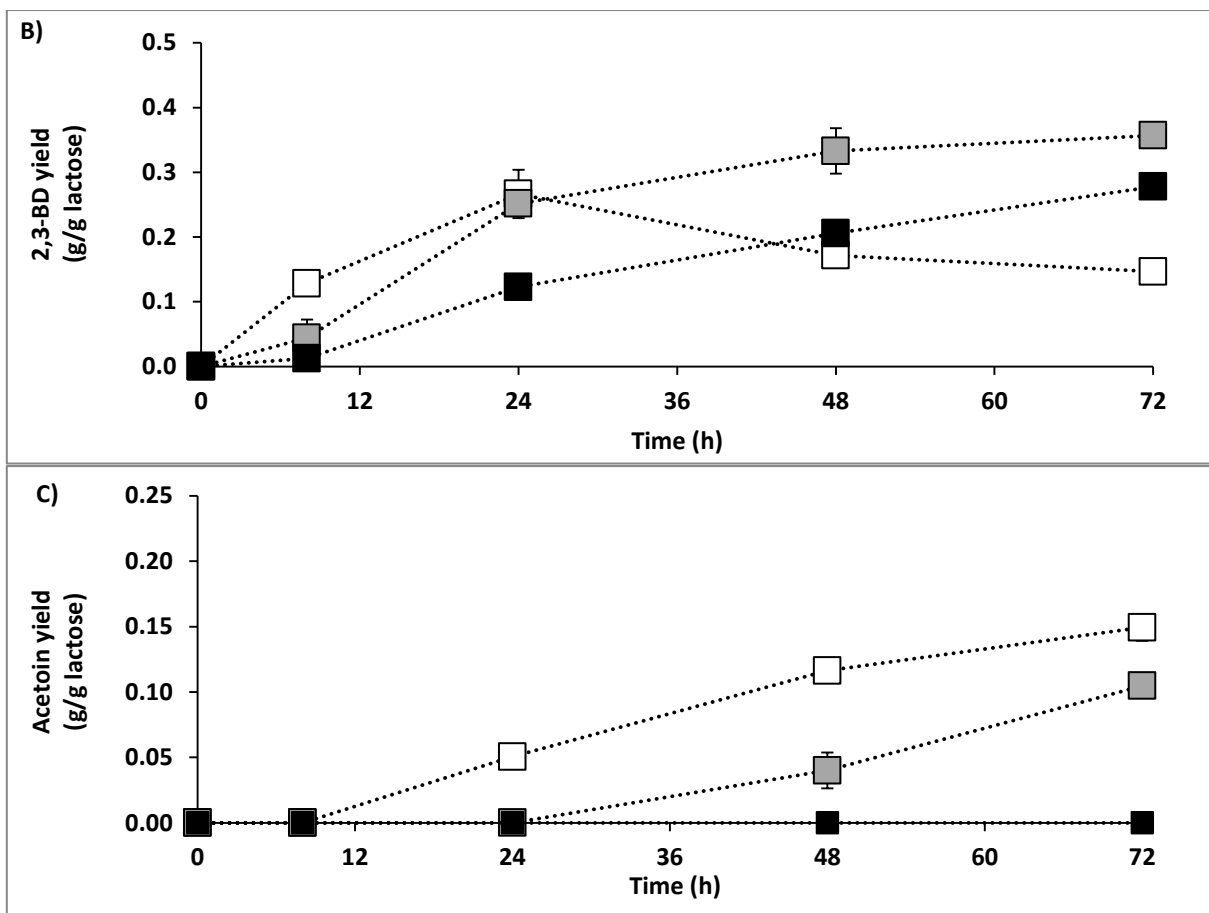 B)
2,3-BD yield
(g/g lactose)
0.5
0.4
0.3
0.2
0.1
0.0
0 12 24 36 48 60 72
Time (h)
C)
Acetoin yield
(g/g lactose)
0.25
0.20
0.15
0.10
0.05
0.00
0 12 24 36 48 60 72
Time (h)